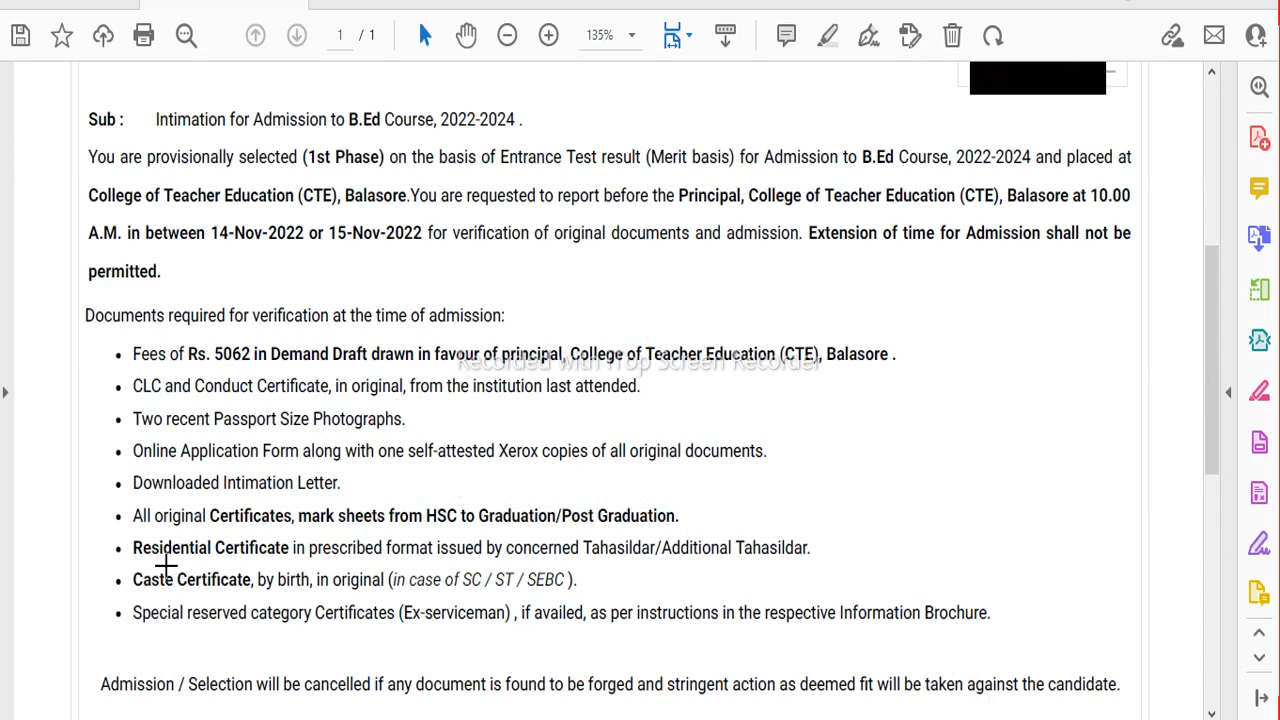 1 / 1
135%
Sub : Intimation for Admission to B.Ed Course, 2022-2024 .
You are provisionally selected (1st Phase) on the basis of Entrance Test result (Merit basis) for Admission to B.Ed Course, 2022-2024 and placed at
College of Teacher Education (CTE), Balasore.You are requested to report before the Principal, College of Teacher Education (CTE), Balasore at 10.00
A.M. in between 14-Nov-2022 or 15-Nov-2022 for verification of original documents and admission. Extension of time for Admission shall not be
permitted.
Documents required for verification at the time of admission:
• Fees of Rs. 5062 in Demand Draft drawn in favour of principal, College of Teacher Education (CTE), Balasore .
Recorded with iTop Screen Recorder
• CLC and Conduct Certificate, in original, from the institution last attended.
• Two recent Passport Size Photographs.
• Online Application Form along with one self-attested Xerox copies of all original documents.
• Downloaded Intimation Letter.
• All original Certificates, mark sheets from HSC to Graduation/Post Graduation.
• Residential Certificate in prescribed format issued by concerned Tahasildar/Additional Tahasildar.
• Caste Certificate, by birth, in original (in case of SC / ST / SEBC ).
• Special reserved category Certificates (Ex-serviceman) , if availed, as per instructions in the respective Information Brochure.
Admission / Selection will be cancelled if any document is found to be forged and stringent action as deemed fit will be taken against the candidate.